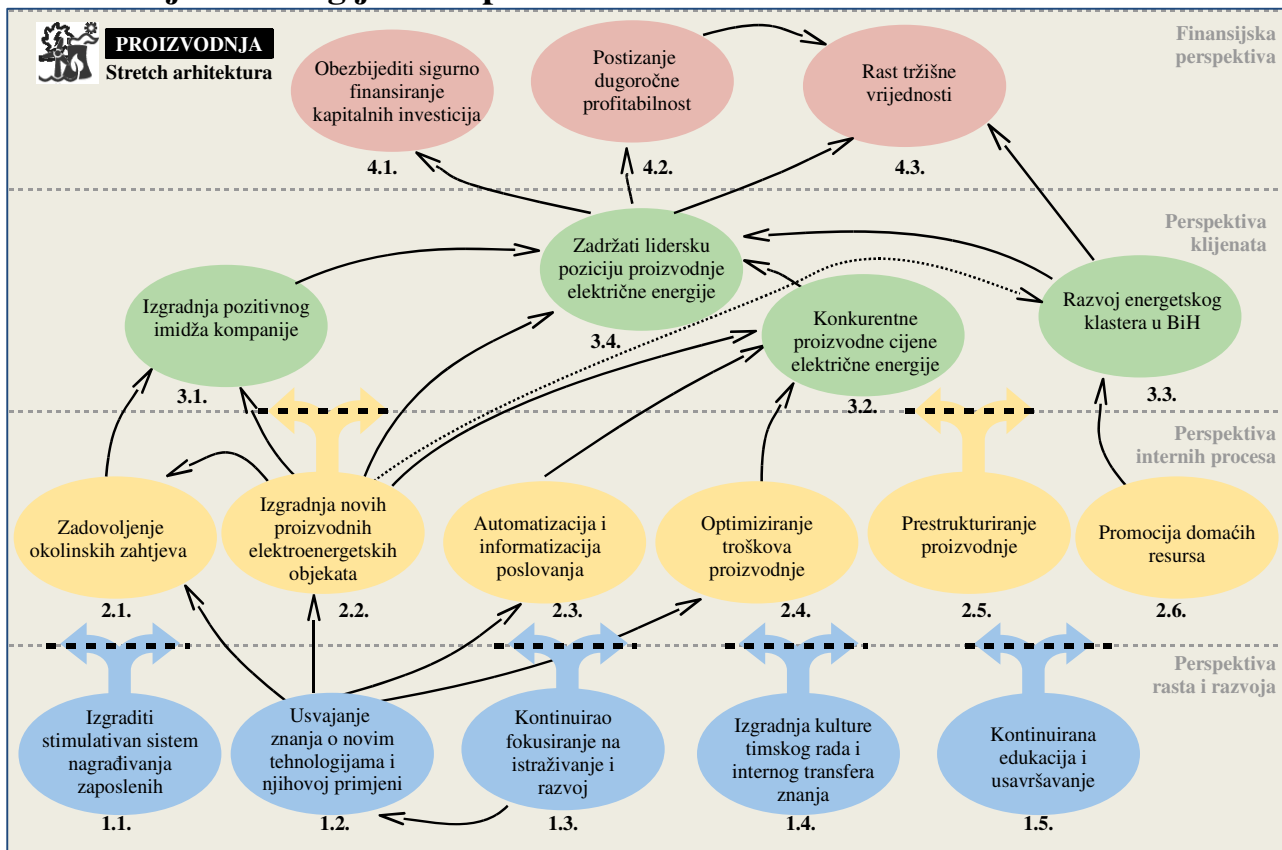 PROIZVODNJA
Stretch arhitektura
Finansijska
perspektiva
Obezbijediti sigurno
finansiranje
kapitalnih investicija
4.1.
Postizanje
dugoročne
profitabilnost
4.2.
Rast tržišne
vrijednosti
4.3.
Perspektiva
klijenata
Izgradnja pozitivnog
imidža kompanije
3.1.
Zadržati lidersku
poziciju proizvodnje
električne energije
3.4.
Konkurentne
proizvodne cijene
električne energije
3.2.
Razvoj energetskog
klastera u BiH
3.3.
Perspektiva
internih procesa
Zadovoljenje
okolinskih zahtjeva
2.1.
Izgradnja novih
proizvodnih
elektroenergetskih
objekata
2.2.
Automatizacija i
informatizacija
poslovanja
2.3.
Optimiziranje
troškova
proizvodnje
2.4.
Prestrukturiranje
proizvodnje
2.5.
Promocija domaćih
resursa
2.6.
Perspektiva
rasta i razvoja
Izgraditi
stimulativan sistem
nagrađivanja
zaposlenih
1.1.
Usvajanje
znanja o novim
tehnologijama i
njihovoj primjeni
1.2.
Kontinuirao
fokusiranje na
istraživanje i
razvoj
1.3.
Izgradnja kulture
timskog rada i
internog transfera
znanja
1.4.
Kontinuirana
edukacija i
usavršavanje
1.5.